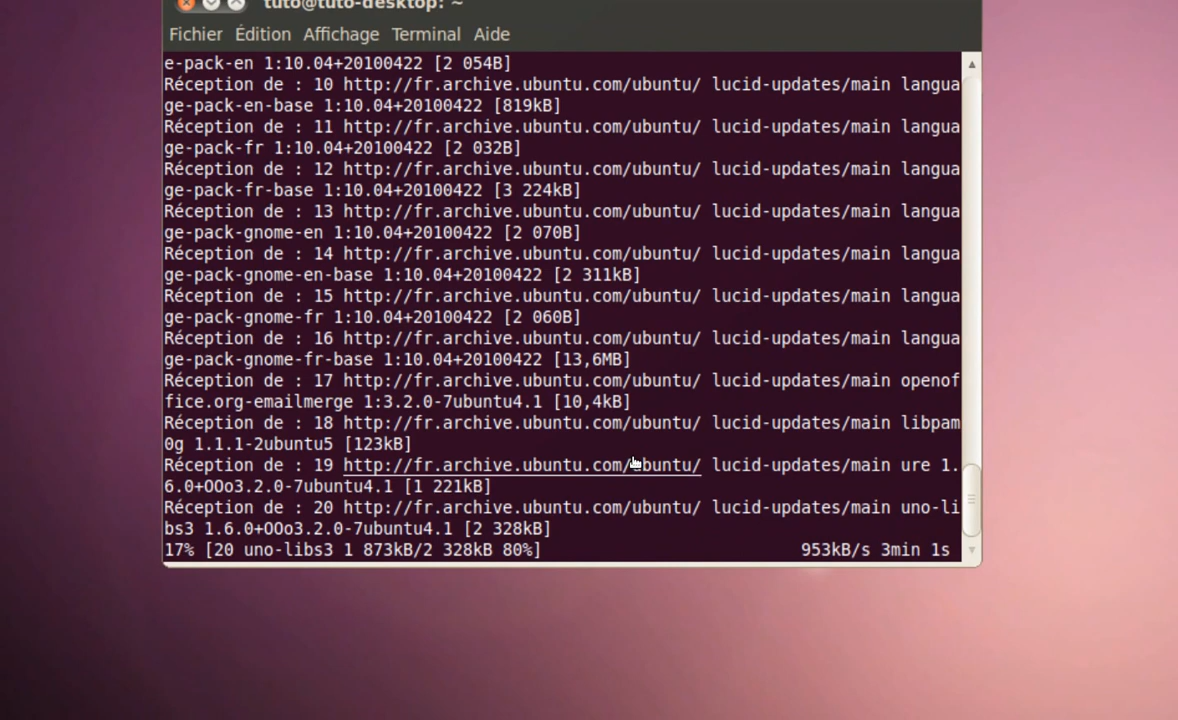 tuto@tuto-desktop: ~
Fichier Édition Affichage Terminal Aide
e-pack-en 1:10.04+20100422 [2 054B]
Réception de : 10 http://fr.archive.ubuntu.com/ubuntu/ lucid-updates/main langua
ge-pack-en-base 1:10.04+20100422 [819kB]
Réception de : 11 http://fr.archive.ubuntu.com/ubuntu/ lucid-updates/main langua
ge-pack-fr 1:10.04+20100422 [2 032B]
Réception de : 12 http://fr.archive.ubuntu.com/ubuntu/ lucid-updates/main langua
ge-pack-fr-base 1:10.04+20100422 [3 224kB]
Réception de : 13 http://fr.archive.ubuntu.com/ubuntu/ lucid-updates/main langua
ge-pack-gnome-en 1:10.04+20100422 [2 070B]
Réception de : 14 http://fr.archive.ubuntu.com/ubuntu/ lucid-updates/main langua
ge-pack-gnome-en-base 1:10.04+20100422 [2 311kB]
Réception de : 15 http://fr.archive.ubuntu.com/ubuntu/ lucid-updates/main langua
ge-pack-gnome-fr 1:10.04+20100422 [2 060B]
Réception de : 16 http://fr.archive.ubuntu.com/ubuntu/ lucid-updates/main langua
ge-pack-gnome-fr-base 1:10.04+20100422 [13,6MB]
Réception de : 17 http://fr.archive.ubuntu.com/ubuntu/ lucid-updates/main openof
fice.org-emailmerge 1:3.2.0-7ubuntu4.1 [10,4kB]
Réception de : 18 http://fr.archive.ubuntu.com/ubuntu/ lucid-updates/main libpam
0g 1.1.1-2ubuntu5 [123kB]
Réception de : 19 http://fr.archive.ubuntu.com/ubuntu/ lucid-updates/main ure 1.
6.0+OOo3.2.0-7ubuntu4.1 [1 221kB]
Réception de : 20 http://fr.archive.ubuntu.com/ubuntu/ lucid-updates/main uno-li
bs3 1.6.0+OOo3.2.0-7ubuntu4.1 [2 328kB]
17% [20 uno-libs3 1 873kB/2 328kB 80%] 953kB/s 3min 1s